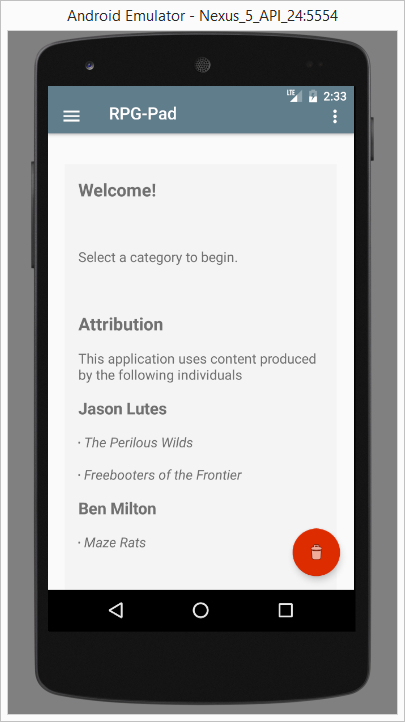 Android Emulator - Nexus_5_API_24:5554
LTE 2:33
RPG-Pad
Welcome!
Select a category to begin.
Attribution
This application uses content produced
by the following individuals
Jason Lutes
· The Perilous Wilds
· Freebooters of the Frontier
Ben Milton
· Maze Rats